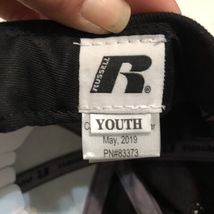 RUSSELL
R®
YOUTH
May, 2019
PN#83373